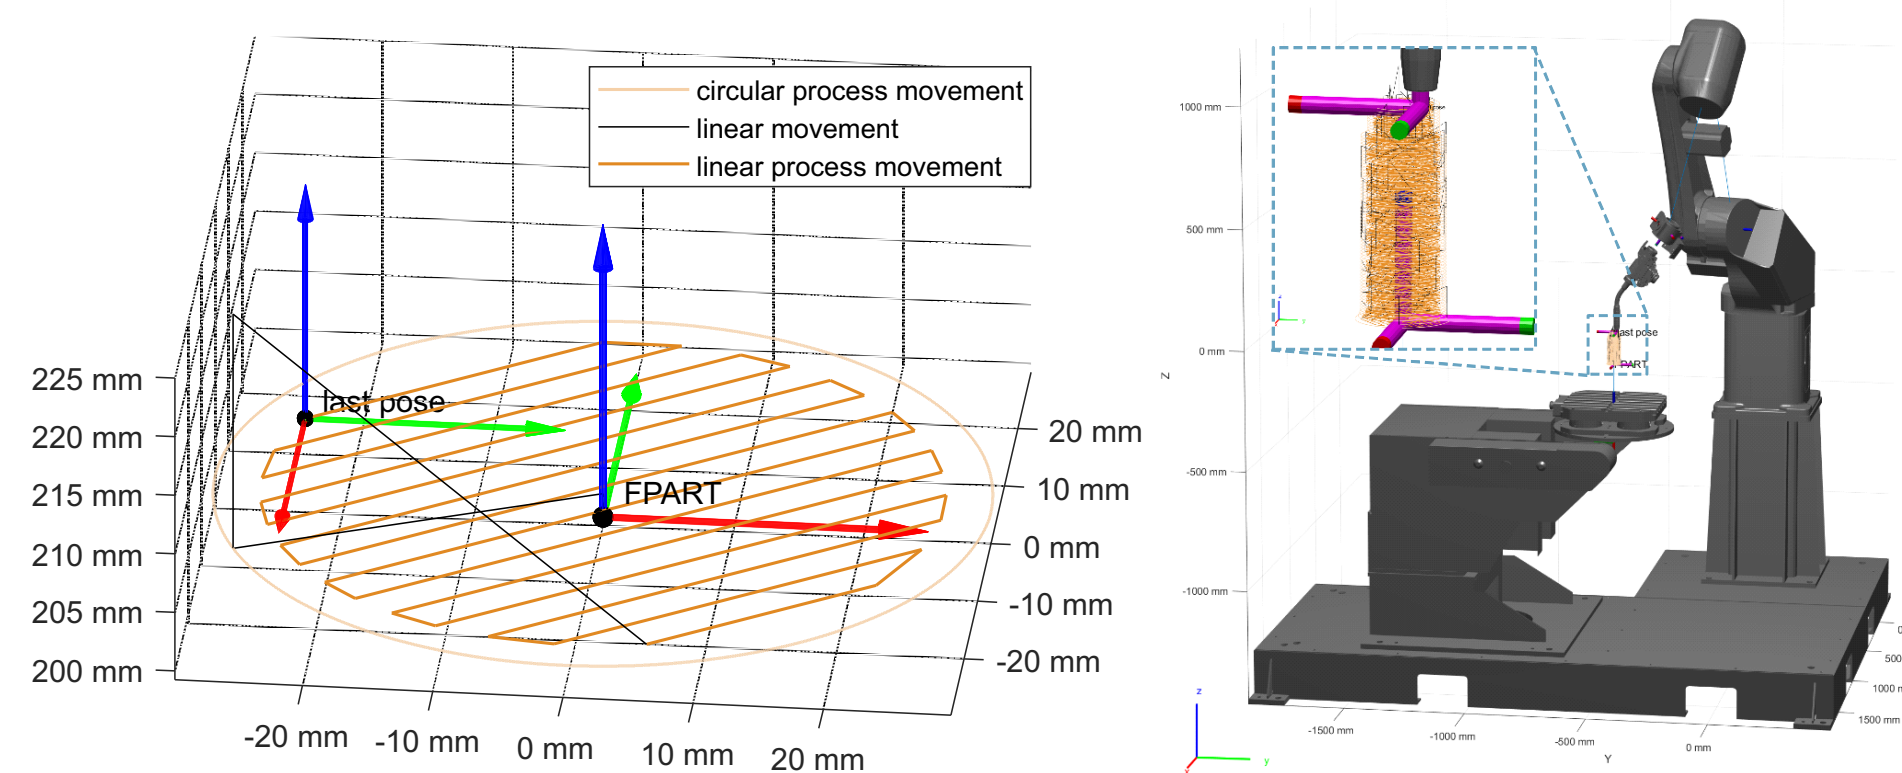 circular process movement
linear movement
linear process movement
last pose
FPART
225 mm
220 mm
215 mm
210 mm
205 mm
200 mm
-20 mm
-10 mm
0 mm
10 mm
20 mm
20 mm
10 mm
0 mm
-10 mm
-20 mm
1000 mm
500 mm
0 mm
-500 mm
-1000 mm
Z
last pose
PART
-1500 mm
-1000 mm
-500 mm
0 mm
Y
0
500
1000 m
1500 mm
z
y
x